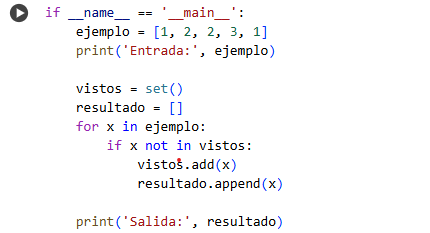 if __name__ == '__main__':
    ejemplo = [1, 2, 2, 3, 1]
    print('Entrada:', ejemplo)

    vistos = set()
    resultado = []
    for x in ejemplo:
        if x not in vistos:
            vistos.add(x)
            resultado.append(x)

    print('Salida:', resultado)